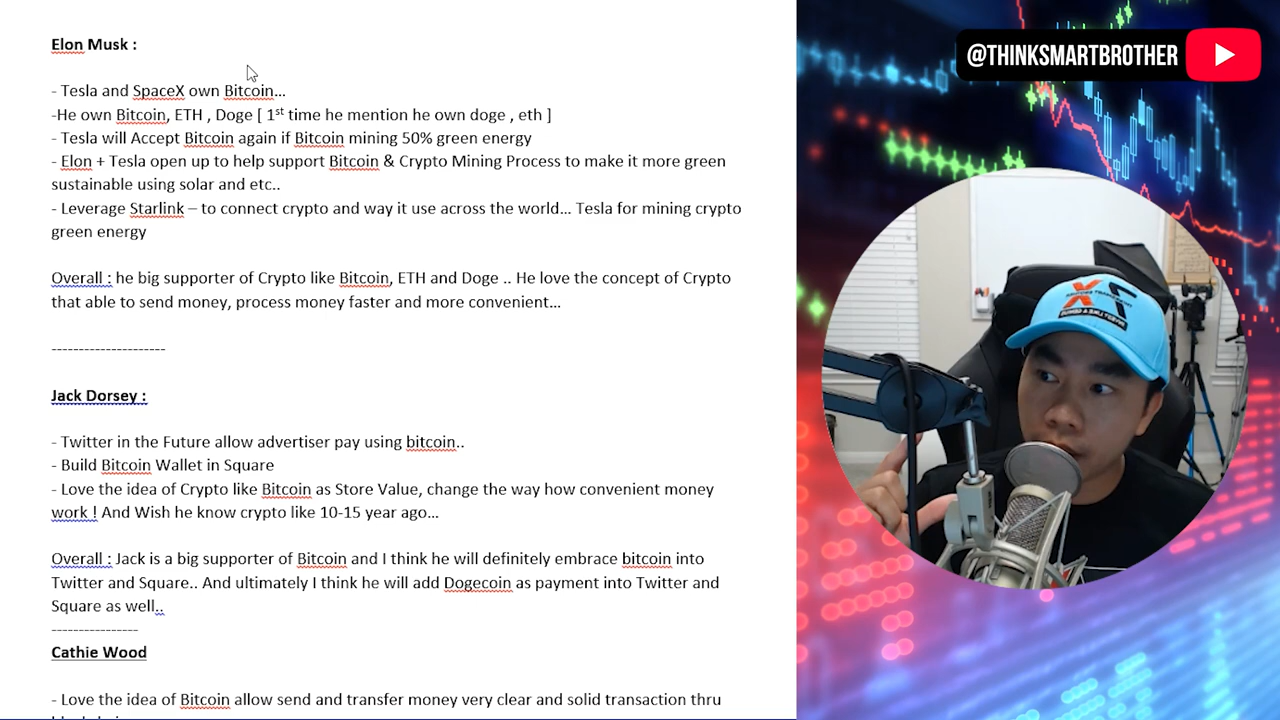 Elon Musk :
- Tesla and SpaceX own Bitcoin...
-He own Bitcoin, ETH , Doge [ 1st time he mention he own doge , eth ]
- Tesla will Accept Bitcoin again if Bitcoin mining 50% green energy
- Elon + Tesla open up to help support Bitcoin & Crypto Mining Process to make it more green
sustainable using solar and etc..
- Leverage Starlink – to connect crypto and way it use across the world... Tesla for mining crypto
green energy
Overall : he big supporter of Crypto like Bitcoin, ETH and Doge .. He love the concept of Crypto
that able to send money, process money faster and more convenient...
---------------------
Jack Dorsey :
- Twitter in the Future allow advertiser pay using bitcoin..
- Build Bitcoin Wallet in Square
- Love the idea of Crypto like Bitcoin as Store Value, change the way how convenient money
work ! And Wish he know crypto like 10-15 year ago...
Overall : Jack is a big supporter of Bitcoin and I think he will definitely embrace bitcoin into
Twitter and Square.. And ultimately I think he will add Dogecoin as payment into Twitter and
Square as well..
----------------
Cathie Wood
- Love the idea of Bitcoin allow send and transfer money very clear and solid transaction thru
@THINKSMARTBROTHER